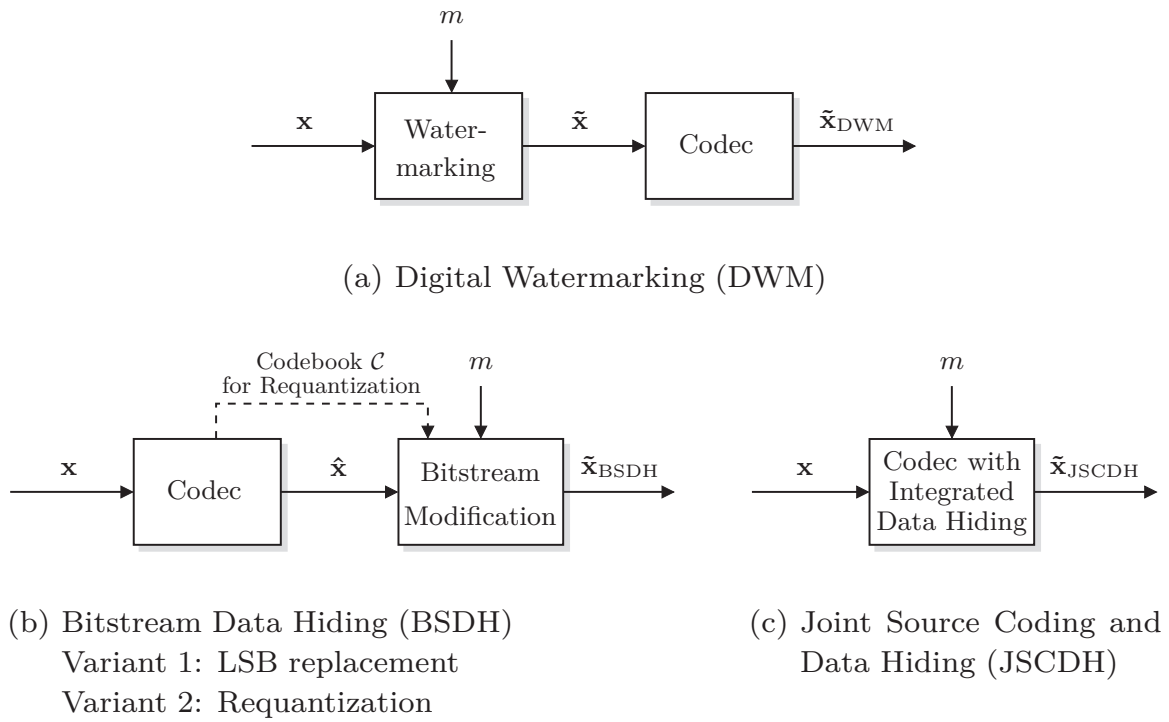 m
x
Water-
marking
x̃
Codec
x̃DWM
(a) Digital Watermarking (DWM)
Codebook 𝒞
for Requantization
m
x
Codec
x̂
Bitstream
Modification
x̃BSDH
m
x
Codec with
Integrated
Data Hiding
x̃JSCDH
(b) Bitstream Data Hiding (BSDH)
Variant 1: LSB replacement
Variant 2: Requantization
(c) Joint Source Coding and
Data Hiding (JSCDH)